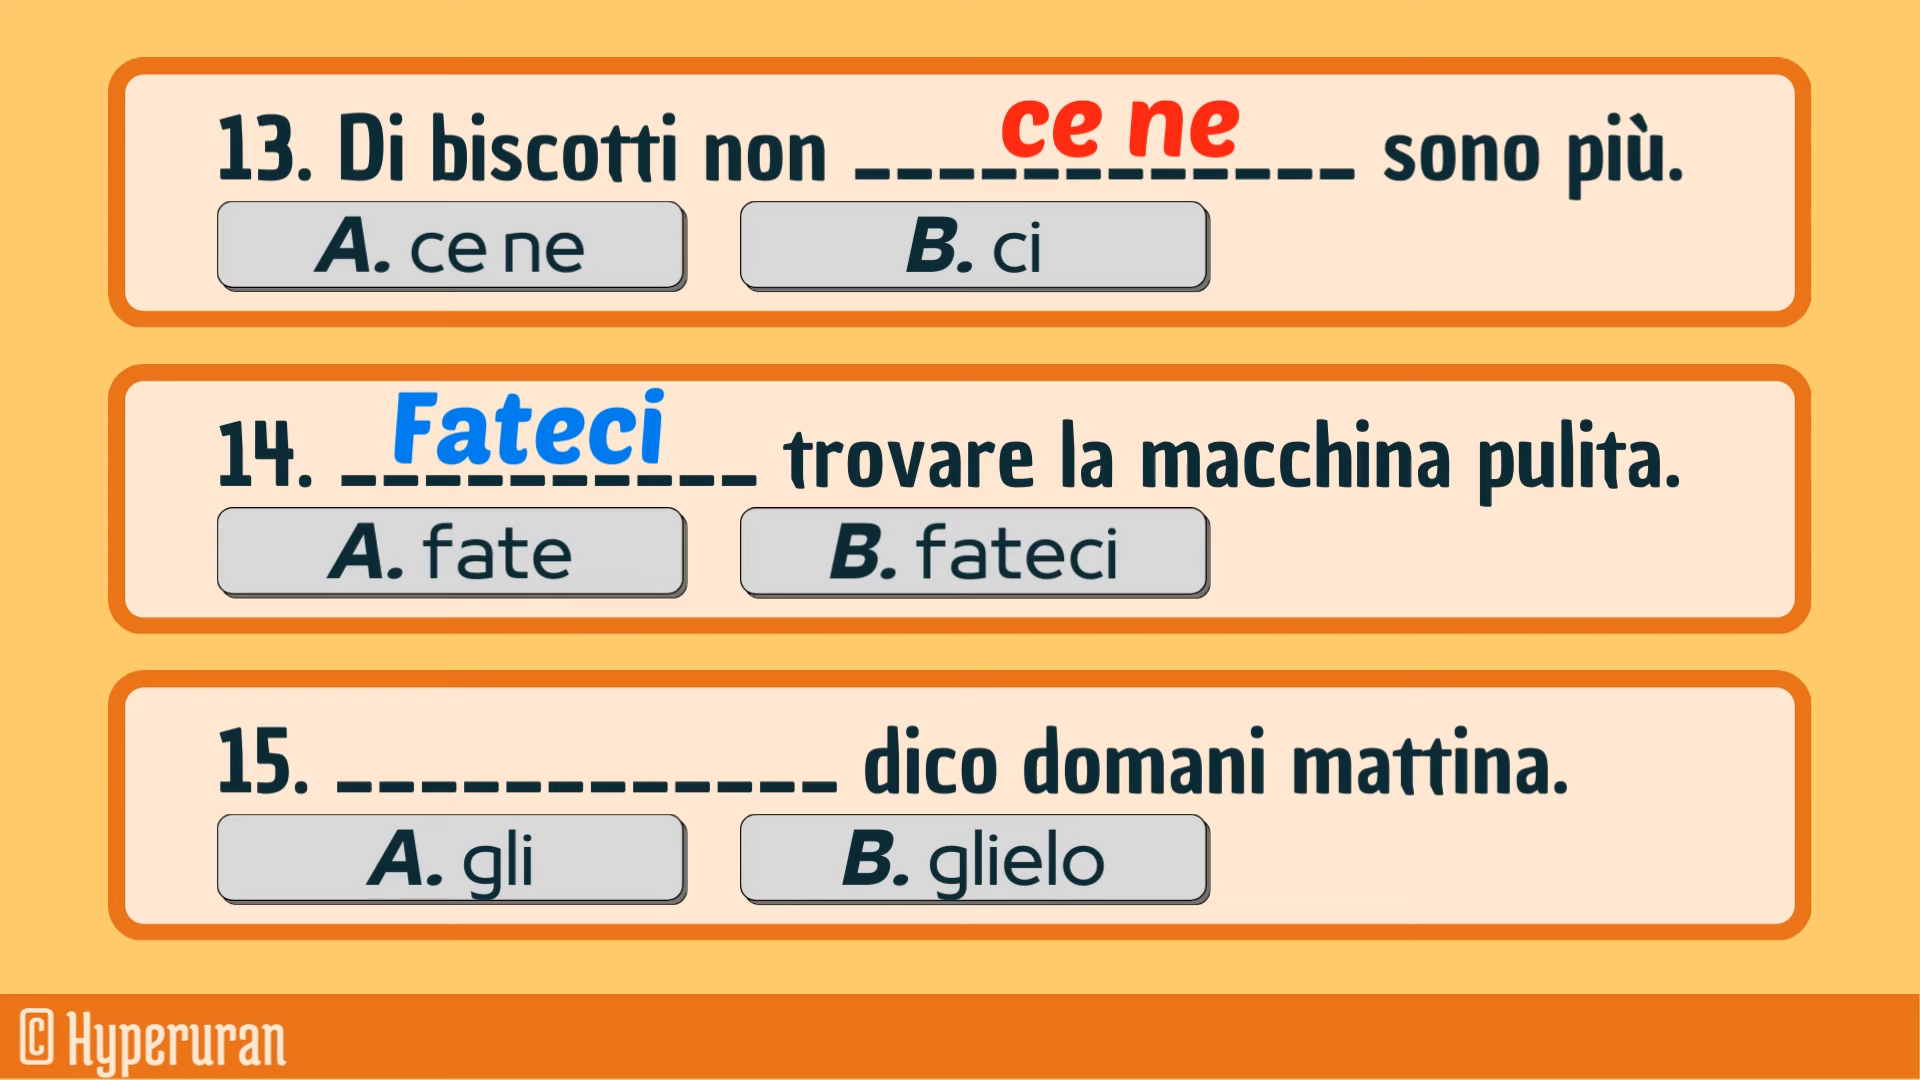 13. Di biscotti non ce ne sono più.
A. ce ne
B. ci
14. Fateci trovare la macchina pulita.
A. fate
B. fateci
15. ____________ dico domani mattina.
A. gli
B. glielo
© Hyperuran